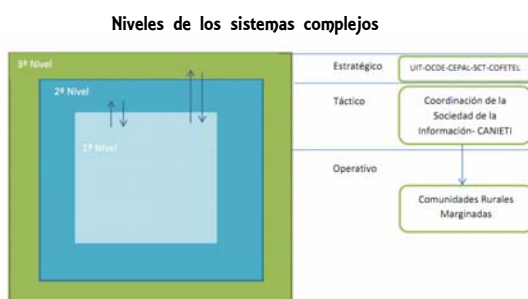 Niveles de los sistemas complejos
3º Nivel
2º Nivel
1º Nivel
Estratégico
UIT-OCDE-CEPAL-SCT-COFETEL
Táctico
Coordinación de la
Sociedad de la
Información- CANIETI
Operativo
Comunidades Rurales
Marginadas